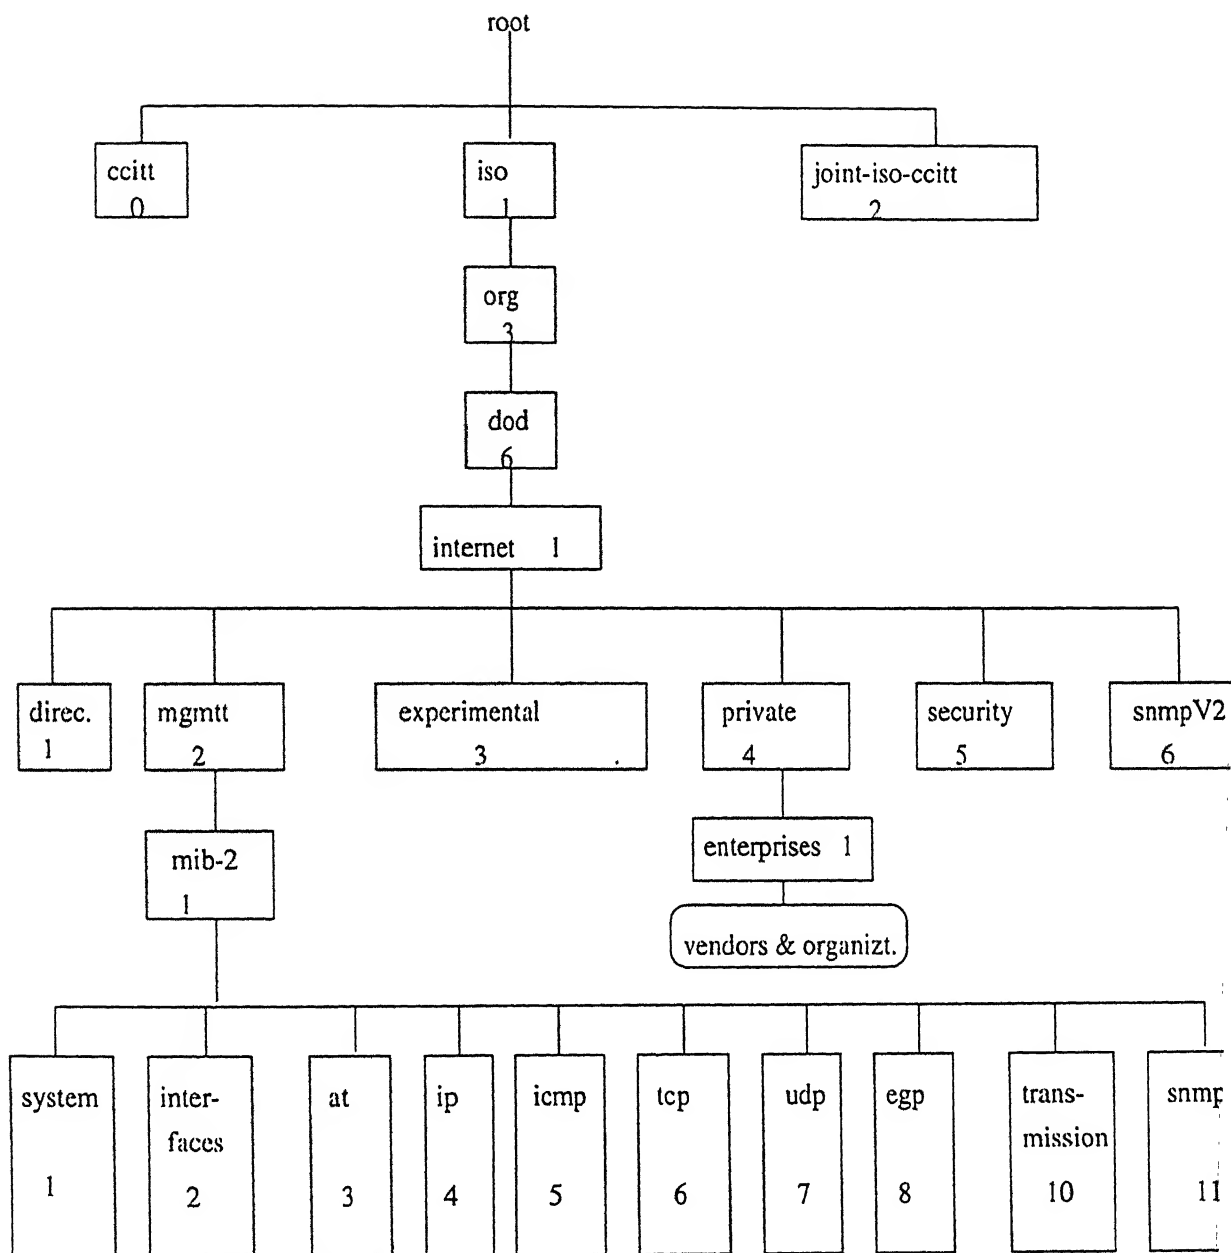 root
ccitt
0
iso
1
joint-iso-ccitt
2
org
3
dod
6
internet 1
direc.
1
mgmtt
2
experimental
3
private
4
security
5
snmpV2
6
mib-2
1
enterprises 1
vendors & organizt.
system
1
inter-
faces
2
at
3
ip
4
icmp
5
tcp
6
udp
7
egp
8
trans-
mission
10
snmp
11